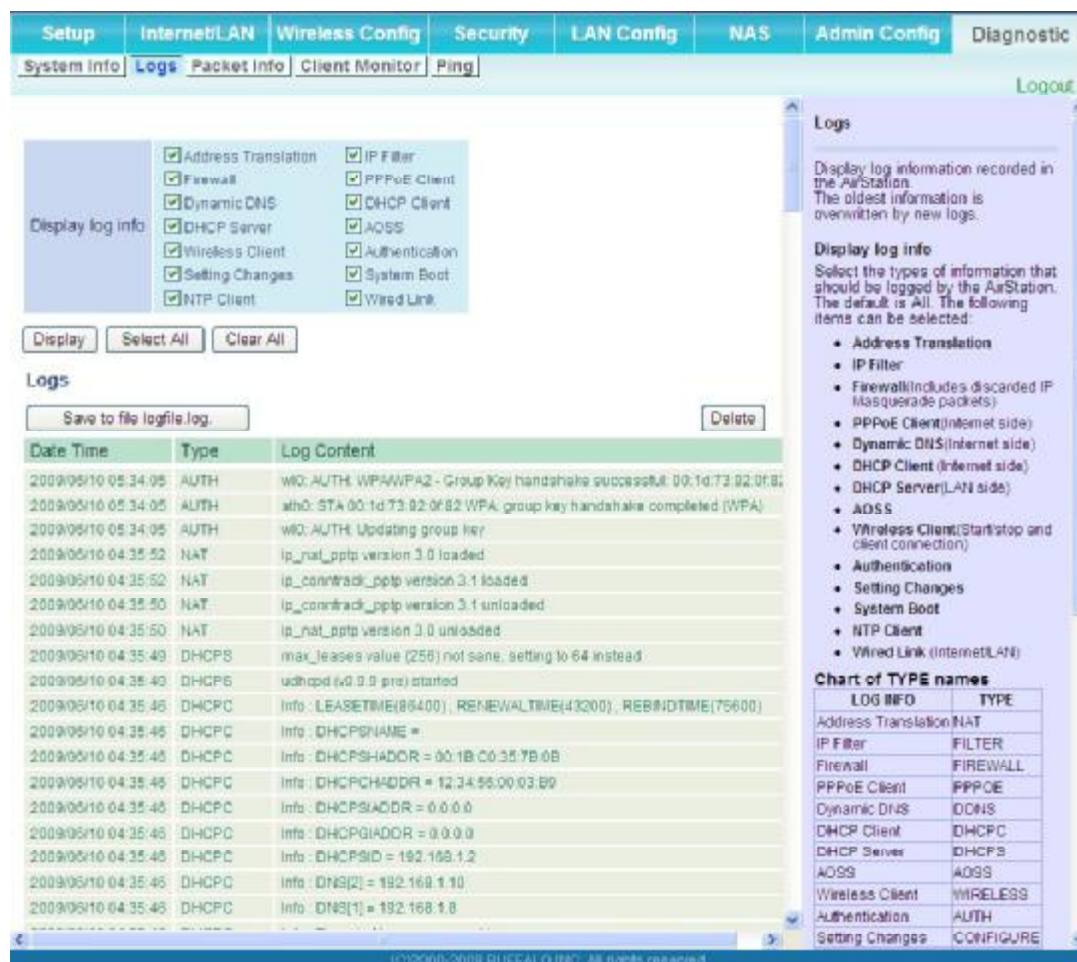 Setup Internet/LAN Wireless Config Security LAN Config NAS Admin Config Diagnostic
System Info Logs Packet Info Client Monitor Ping
Logout
Display log info
Address Translation IP Filter
Firewall PPPoE Client
Dynamic DNS DHCP Client
DHCP Server AOSS
Wireless Client Authentication
Setting Changes System Boot
NTP Client Wired Link
Display Select All Clear All
Logs
Save to file logfile.log. Delete
Date Time Type Log Content
2009/06/10 05:34:05 AUTH wl0: AUTH: WPA/WPA2 - Group Key handshake successful: 00:1d:73:92:0f:82
2009/06/10 05:34:05 AUTH ath0: STA 00:1d:73:92:0f:82 WPA: group key handshake completed (WPA)
2009/06/10 05:34:05 AUTH wl0: AUTH: Updating group key
2009/06/10 04:35:52 NAT ip_nat_pptp version 3.0 loaded
2009/06/10 04:35:52 NAT ip_conntrack_pptp version 3.1 loaded
2009/06/10 04:35:50 NAT ip_conntrack_pptp version 3.1 unloaded
2009/06/10 04:35:50 NAT ip_nat_pptp version 3.0 unloaded
2009/06/10 04:35:49 DHCPS max_leases value (256) not sane, setting to 64 instead
2009/06/10 04:35:49 DHCPS udhcpd (v0.9.9-pre) started
2009/06/10 04:35:46 DHCPC Info : LEASETIME(86400) , RENEWALTIME(43200) , REBINDTIME(75600)
2009/06/10 04:35:46 DHCPC Info : DHCPSNAME =
2009/06/10 04:35:46 DHCPC Info : DHCPSHADDR = 00:1B:C0:35:7B:0B
2009/06/10 04:35:46 DHCPC Info : DHCPCHADDR = 12:34:56:00:03:B9
2009/06/10 04:35:46 DHCPC Info : DHCPSIADDR = 0.0.0.0
2009/06/10 04:35:46 DHCPC Info : DHCPGIADDR = 0.0.0.0
2009/06/10 04:35:46 DHCPC Info : DHCPSID = 192.168.1.2
2009/06/10 04:35:46 DHCPC Info : DNS[2] = 192.168.1.10
2009/06/10 04:35:46 DHCPC Info : DNS[1] = 192.168.1.8
Logs
Display log information recorded in
the AirStation.
The oldest information is
overwritten by new logs.
Display log info
Select the types of information that
should be logged by the AirStation.
The default is All. The following
items can be selected:
• Address Translation
• IP Filter
• Firewall(Includes discarded IP
Masquerade packets)
• PPPoE Client(Internet side)
• Dynamic DNS(Internet side)
• DHCP Client (Internet side)
• DHCP Server(LAN side)
• AOSS
• Wireless Client(Start/stop and
client connection)
• Authentication
• Setting Changes
• System Boot
• NTP Client
• Wired Link (Internet/LAN)
Chart of TYPE names
LOG INFO TYPE
Address Translation NAT
IP Filter FILTER
Firewall FIREWALL
PPPoE Client PPPOE
Dynamic DNS DDNS
DHCP Client DHCPC
DHCP Server DHCPS
AOSS AOSS
Wireless Client WIRELESS
Authentication AUTH
Setting Changes CONFIGURE
(C)2000-2008 BUFFALO INC. All rights reserved.